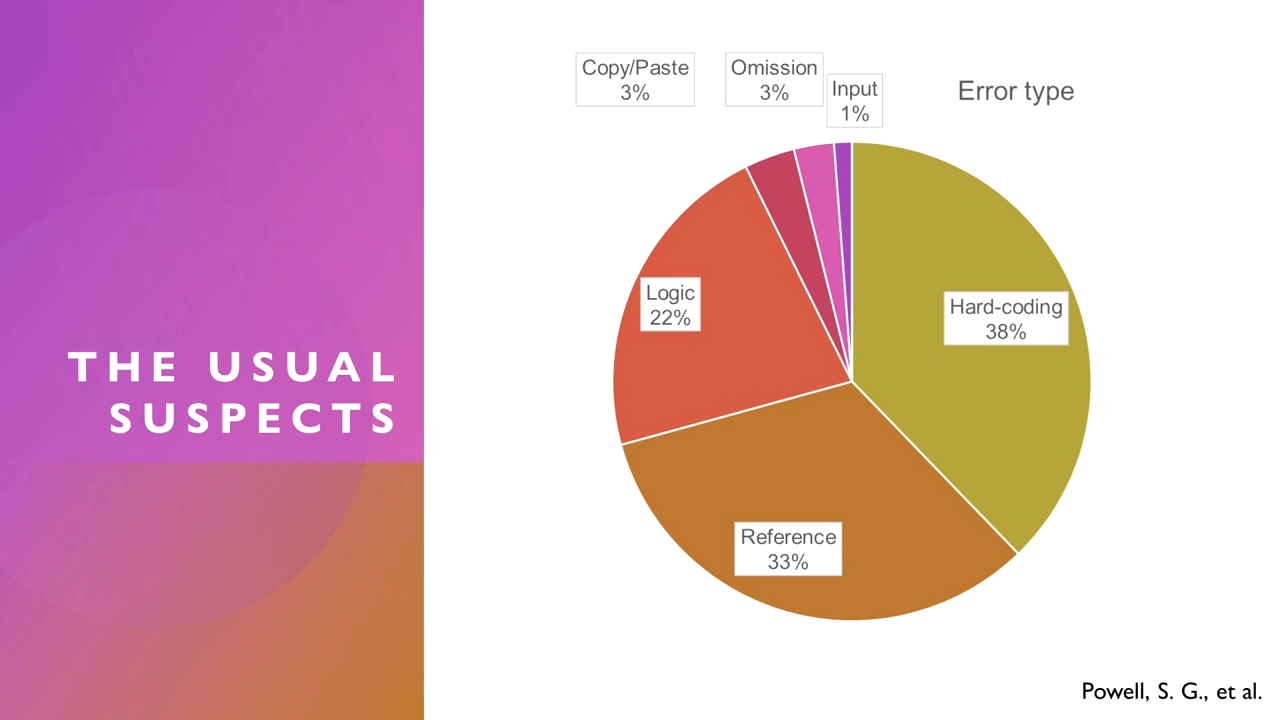 THE USUAL
SUSPECTS
Error type
Copy/Paste
3%
Omission
3%
Input
1%
Logic
22%
Hard-coding
38%
Reference
33%
Powell, S. G., et al.